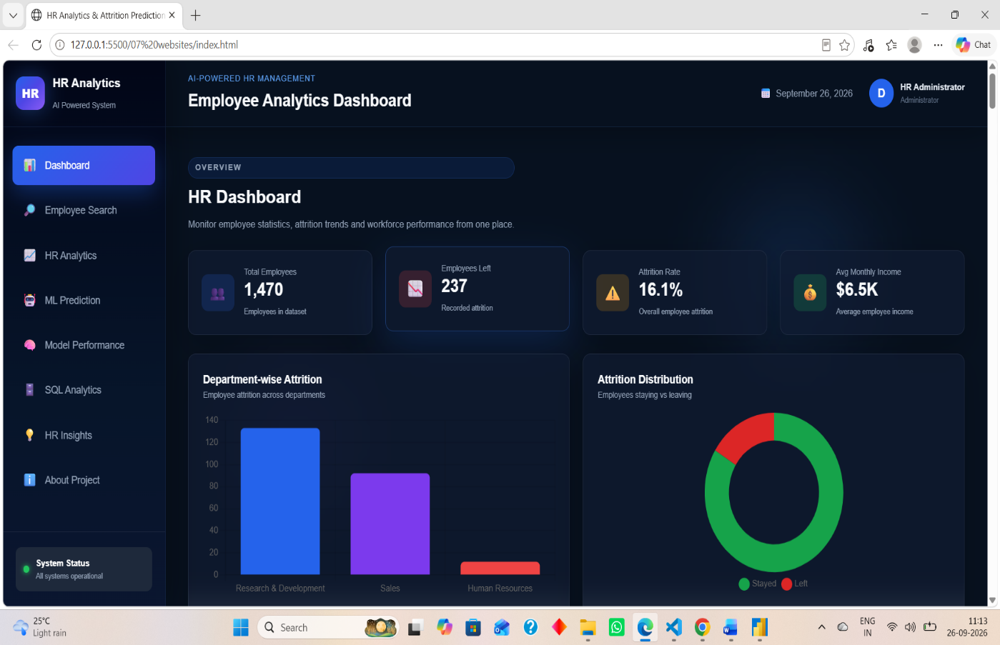 HR Analytics & Attrition Prediction
127.0.0.1:5500/07%20websites/index.html
Chat
HR
HR Analytics
AI Powered System
AI-POWERED HR MANAGEMENT
Employee Analytics Dashboard
September 26, 2026
D
HR Administrator
Administrator
Dashboard
Employee Search
HR Analytics
ML Prediction
Model Performance
SQL Analytics
HR Insights
About Project
System Status
All systems operational
OVERVIEW
HR Dashboard
Monitor employee statistics, attrition trends and workforce performance from one place.
Total Employees
1,470
Employees in dataset
Employees Left
237
Recorded attrition
Attrition Rate
16.1%
Overall employee attrition
Avg Monthly Income
$6.5K
Average employee income
Department-wise Attrition
Employee attrition across departments
140
120
100
80
60
40
20
0
Research & Development
Sales
Human Resources
Attrition Distribution
Employees staying vs leaving
Stayed
Left
25°C
Light rain
Search
ENG
IN
11:13
26-09-2026